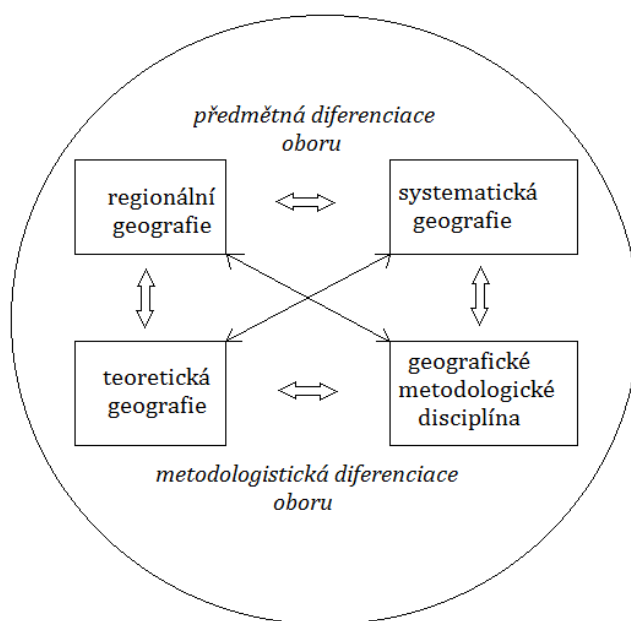 předmětná diferenciace
oboru
regionální
geografie
systematická
geografie
teoretická
geografie
geografické
metodologické
disciplína
metodologistická diferenciace
oboru